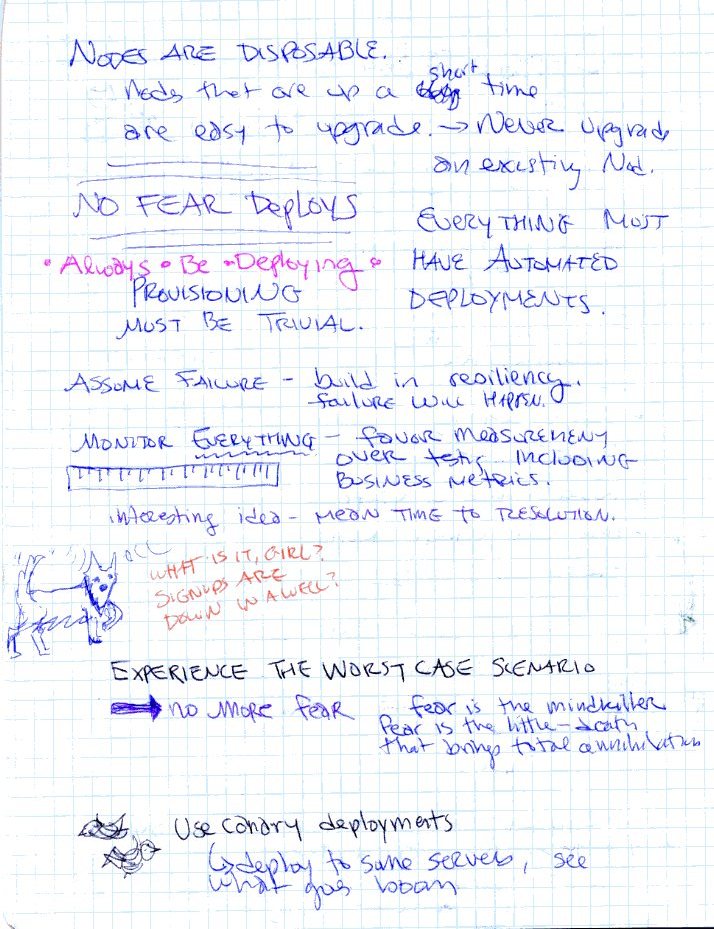 NODES ARE DISPOSABLE.
Nodes that are up a short time
are easy to upgrade. → NEVER Upgrade
an existing Nod.
NO FEAR Deploys
EVERYTHING MUST
HAVE AUTOMATED
DEPLOYMENTS.
• Always • Be • Deploying •
PROVISIONING
MUST BE TRIVIAL.
ASSUME FAILURE - build in resiliency.
FAILURE WILL HAPPEN.
MONITOR EVERYTHING - FAVOR MEASUREMENT
OVER testing INCLUDING
BUSINESS METRICS.
interesting idea - MEAN TIME TO RESOLUTION.
WHAT IS IT, GIRL?
SIGNUPS ARE
DOWN IN A WELL?
EXPERIENCE THE WORST CASE SCENARIO
→ NO MORE FEAR
fear is the mindkiller
Fear is the little-death
that brings total annihilation
Use canary deployments
↳ deploy to some servers, see
what goes boom